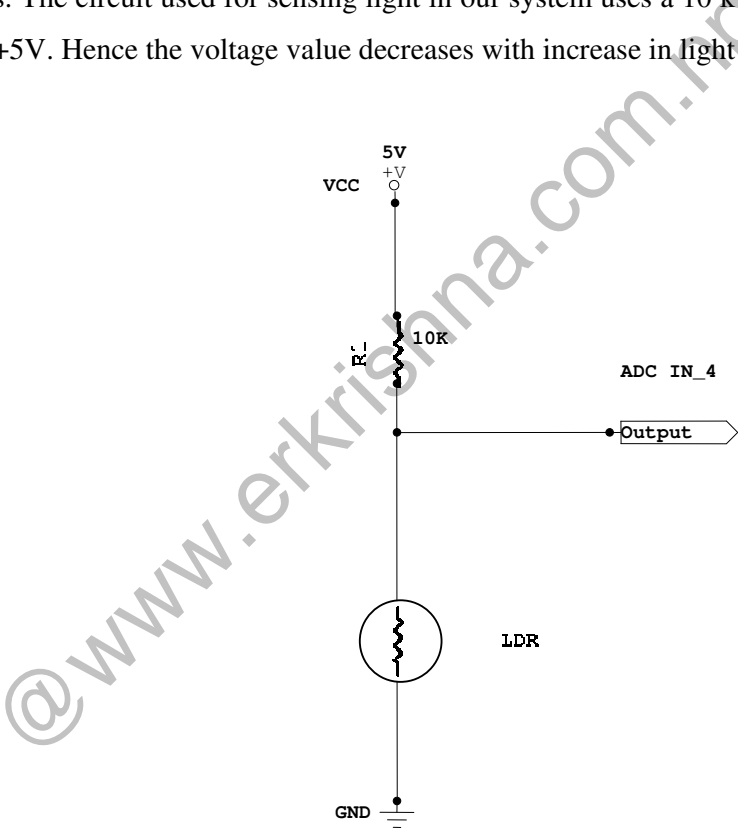 s. The circuit used for sensing light in our system uses a 10 k
+5V. Hence the voltage value decreases with increase in light
5V
+V
VCC
10K
R1
ADC IN_4
Output
LDR
GND
@www.erkrishna.com.np